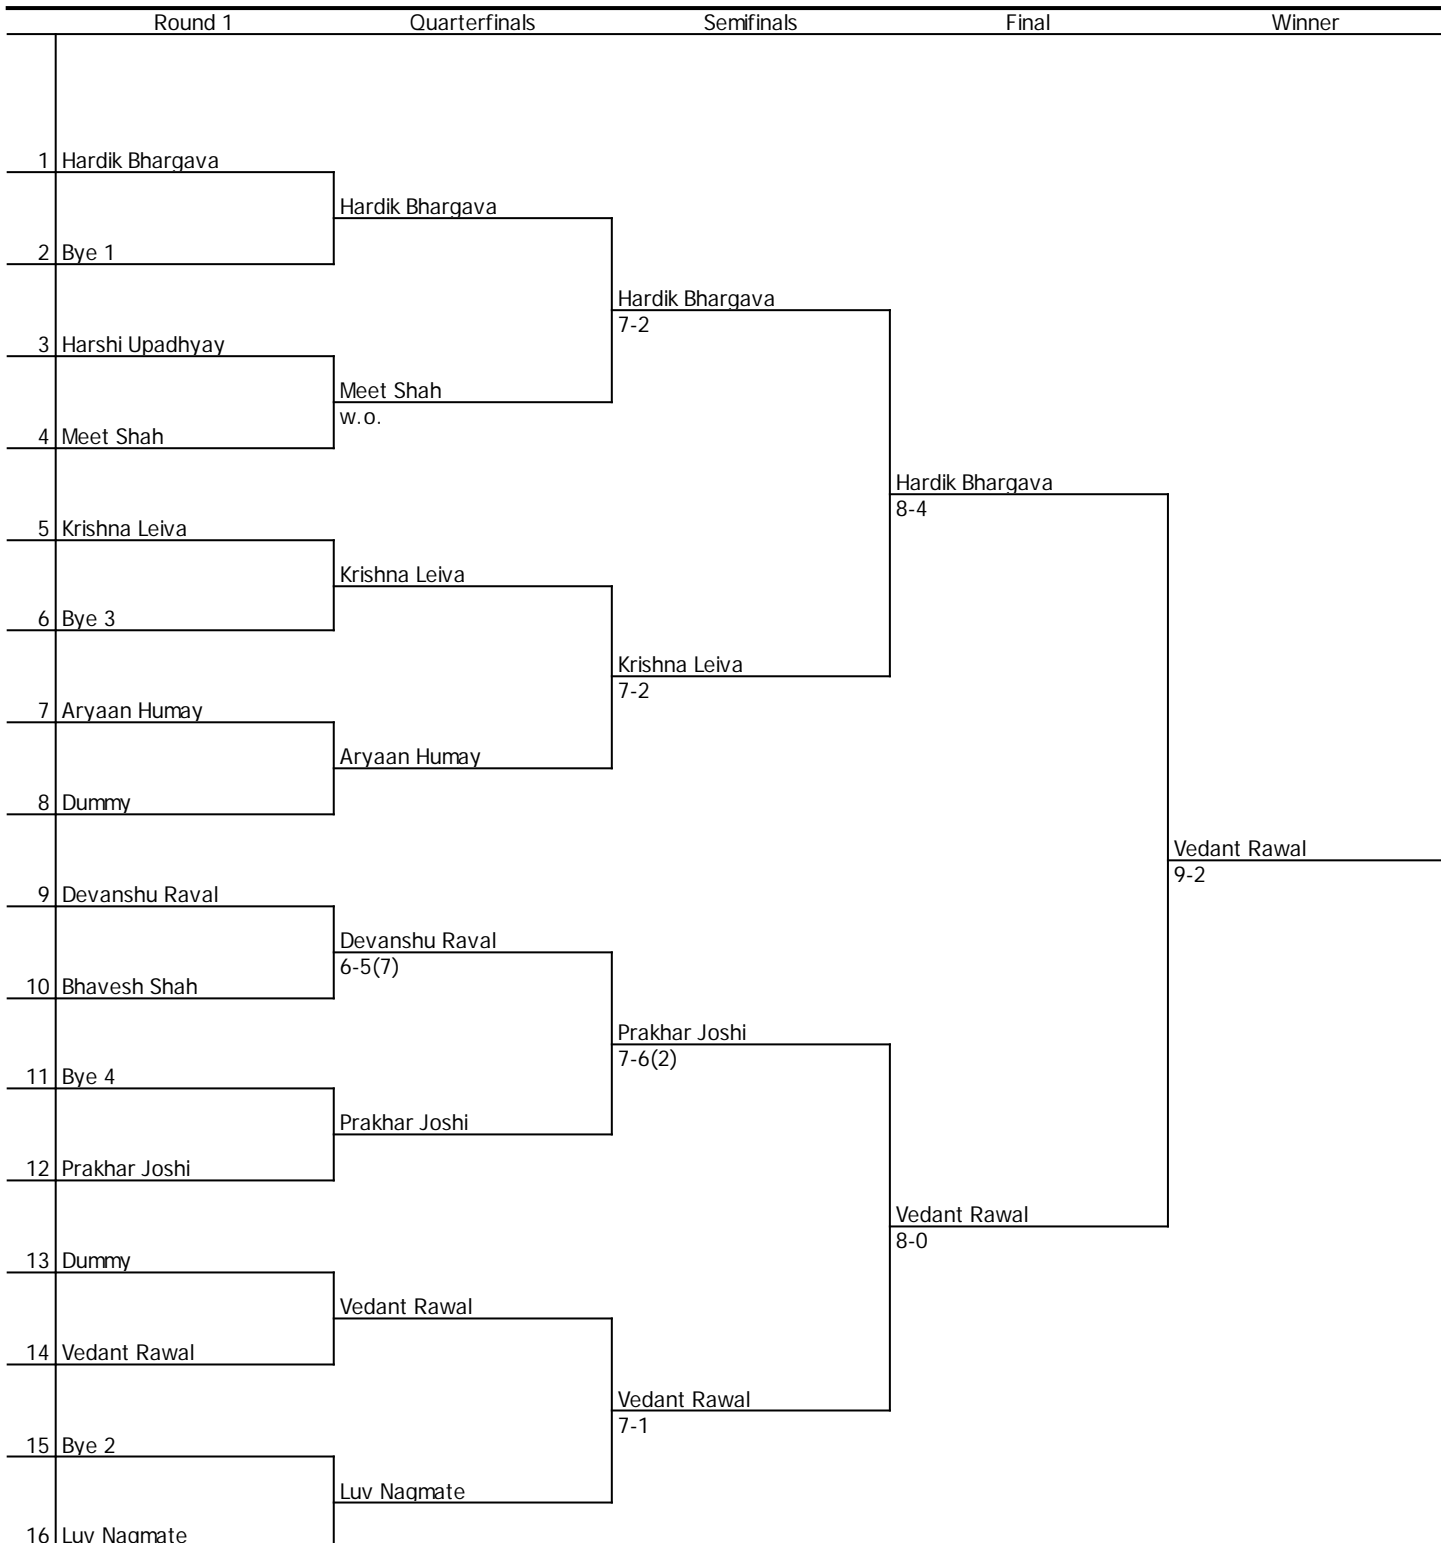 Round 1 Quarterfinals Semifinals Final Winner
1 Hardik Bhargava
Hardik Bhargava
2 Bye 1
Hardik Bhargava
7-2
3 Harshi Upadhyay
Meet Shah
w.o.
4 Meet Shah
Hardik Bhargava
8-4
5 Krishna Leiva
Krishna Leiva
6 Bye 3
Krishna Leiva
7-2
7 Aryaan Humay
Aryaan Humay
8 Dummy
Vedant Rawal
9-2
9 Devanshu Raval
Devanshu Raval
6-5(7)
10 Bhavesh Shah
Prakhar Joshi
7-6(2)
11 Bye 4
Prakhar Joshi
12 Prakhar Joshi
Vedant Rawal
8-0
13 Dummy
Vedant Rawal
14 Vedant Rawal
Vedant Rawal
7-1
15 Bye 2
Luv Nagmate
16 Luv Nagmate